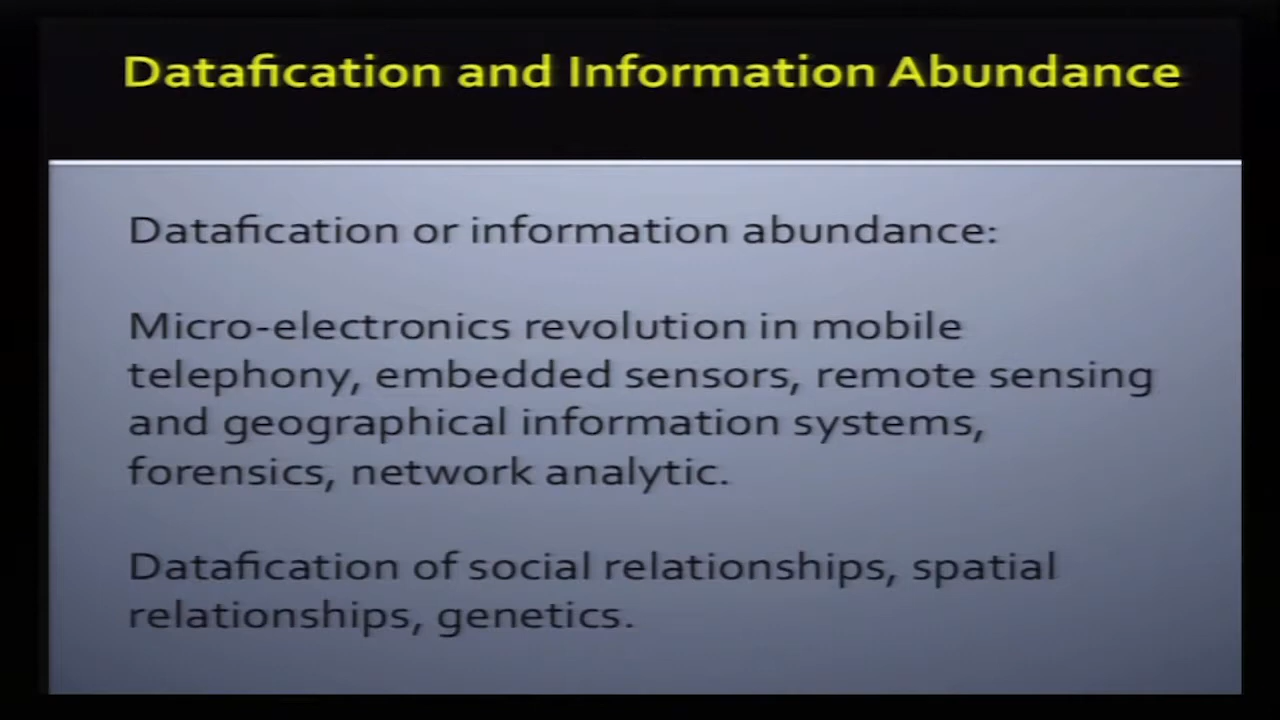 Datafication and Information Abundance
Datafication or information abundance:
Micro-electronics revolution in mobile
telephony, embedded sensors, remote sensing
and geographical information systems,
forensics, network analytic.
Datafication of social relationships, spatial
relationships, genetics.